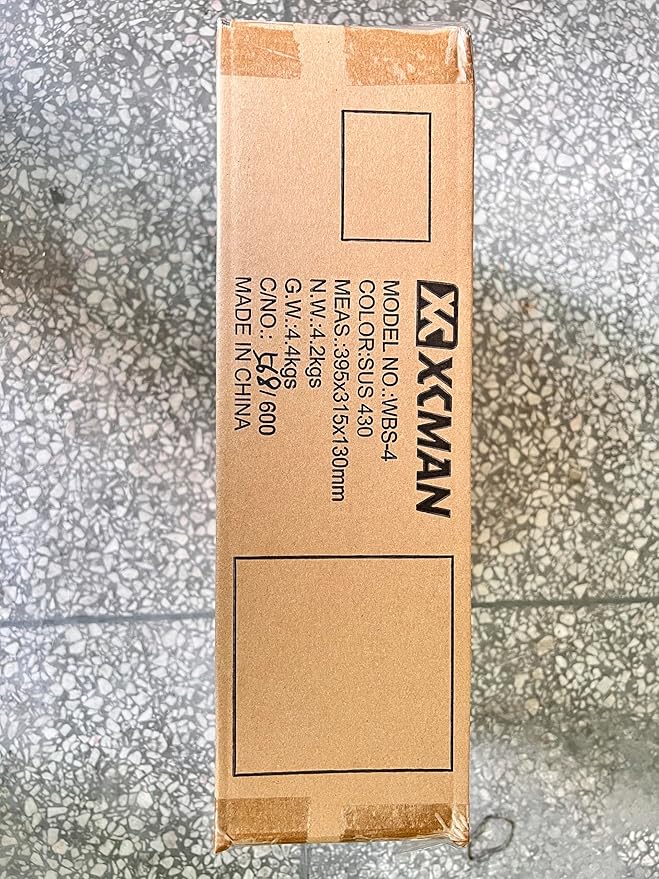 XCMAN
MODEL NO.:WBS-4
COLOR:SUS 430
MEAS.:395x315x130mm
N.W.:4.2kgs
G.W.:4.4kgs
C/NO.: 568/600
MADE IN CHINA